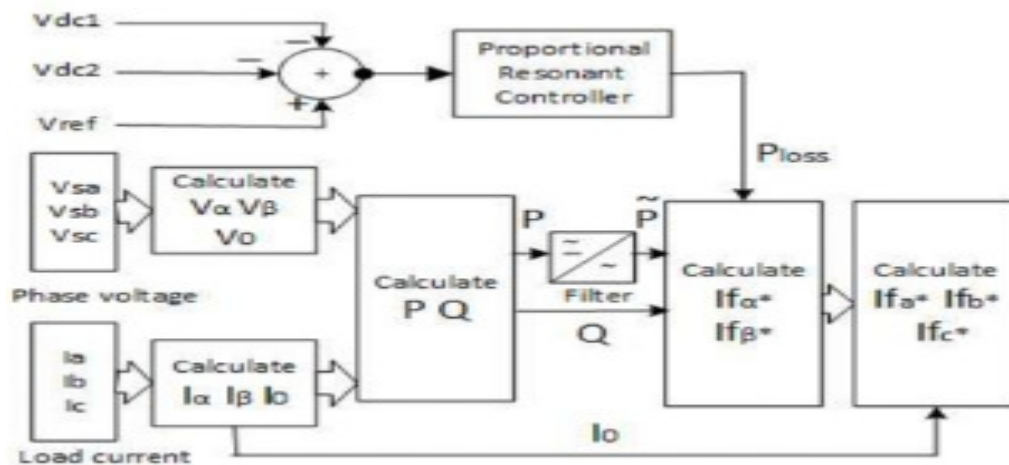 Vdc1
Vdc2
Vref
Proportional
Resonant
Controller
Ploss
Vsa
Vsb
Vsc
Phase voltage
Calculate
Vα Vβ
V0
Calculate
P Q
P
Filter
P̃
Q
Calculate
Ifα*
Ifβ*
Calculate
Ifa* Ifb*
Ifc*
Ia
Ib
Ic
Load current
Calculate
Iα Iβ I0
I0